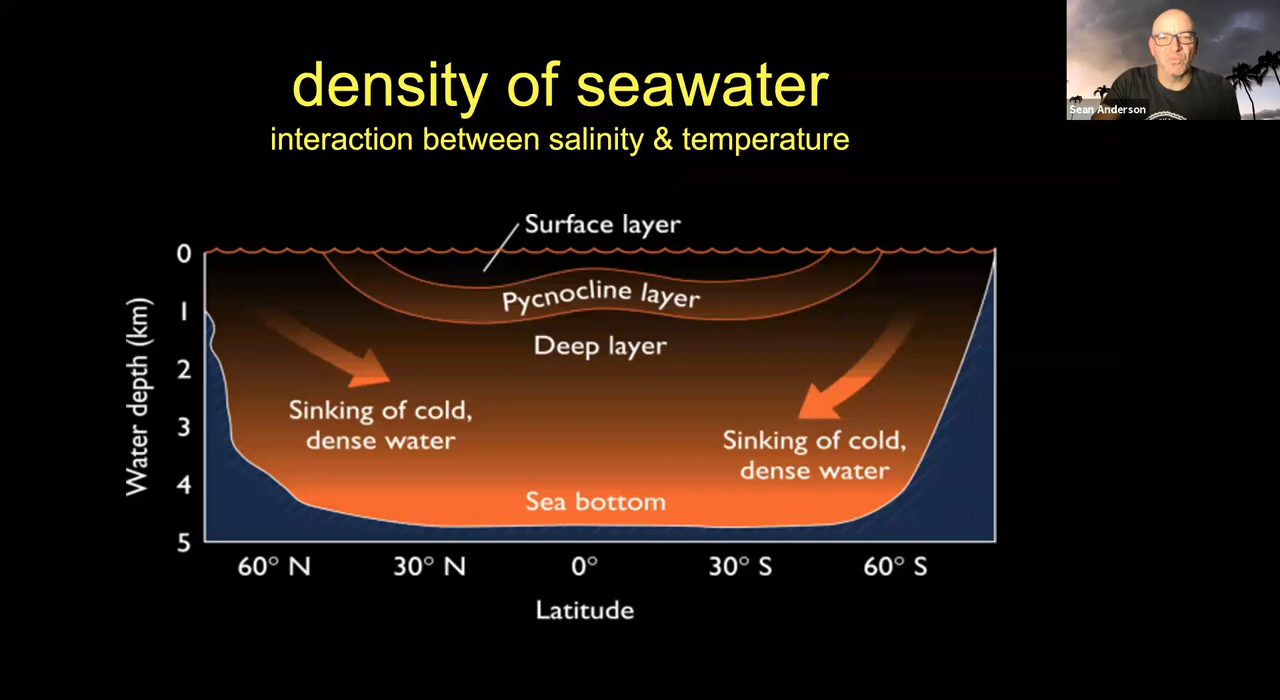 density of seawater
interaction between salinity & temperature
Sean Anderson
Surface layer
0
Pycnocline layer
1
Deep layer
2
Water depth (km)
3
Sinking of cold,
dense water
Sinking of cold,
dense water
4
Sea bottom
5
60° N 30° N 0° 30° S 60° S
Latitude